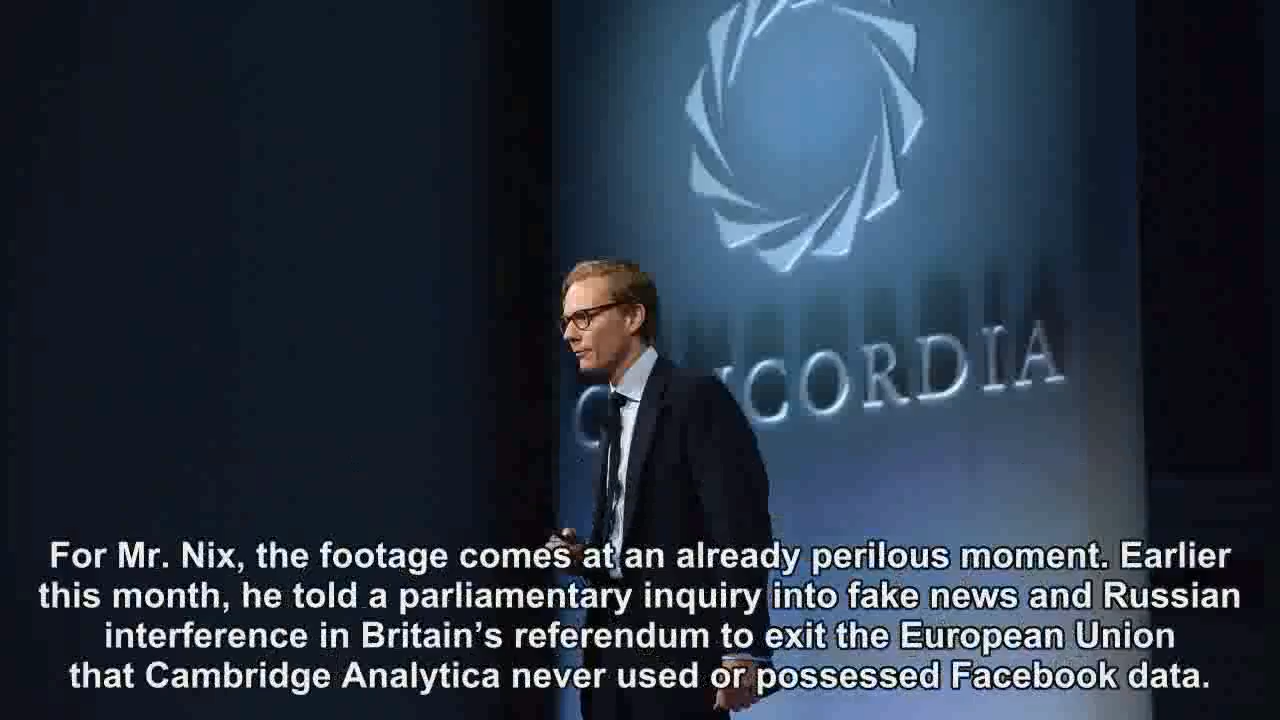 CONCORDIA
For Mr. Nix, the footage comes at an already perilous moment. Earlier
this month, he told a parliamentary inquiry into fake news and Russian
interference in Britain’s referendum to exit the European Union
that Cambridge Analytica never used or possessed Facebook data.